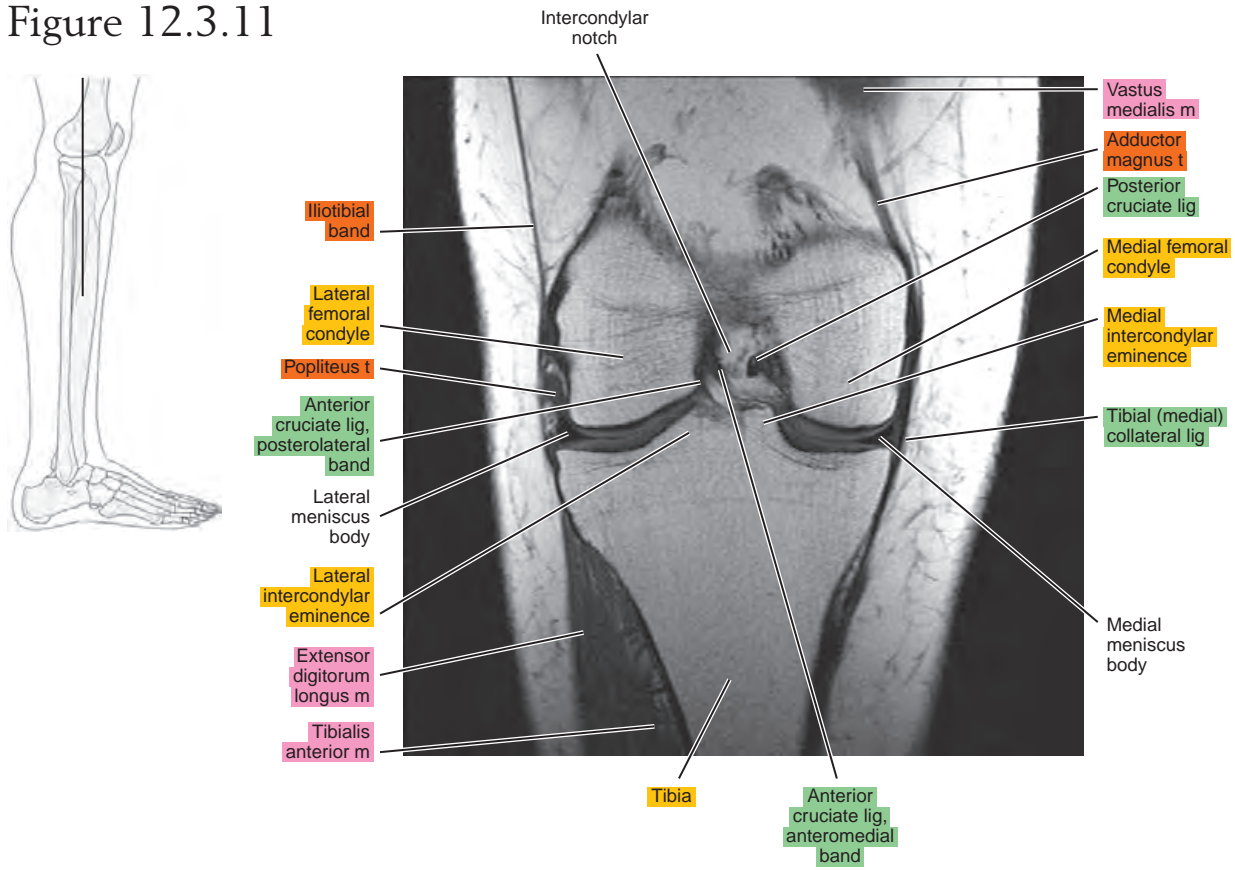 Figure 12.3.11
Intercondylar
notch
Iliotibial
band
Lateral
femoral
condyle
Popliteus t
Anterior
cruciate lig,
posterolateral
band
Lateral
meniscus
body
Lateral
intercondylar
eminence
Extensor
digitorum
longus m
Tibialis
anterior m
Vastus
medialis m
Adductor
magnus t
Posterior
cruciate lig
Medial femoral
condyle
Medial
intercondylar
eminence
Tibial (medial)
collateral lig
Medial
meniscus
body
Tibia
Anterior
cruciate lig,
anteromedial
band